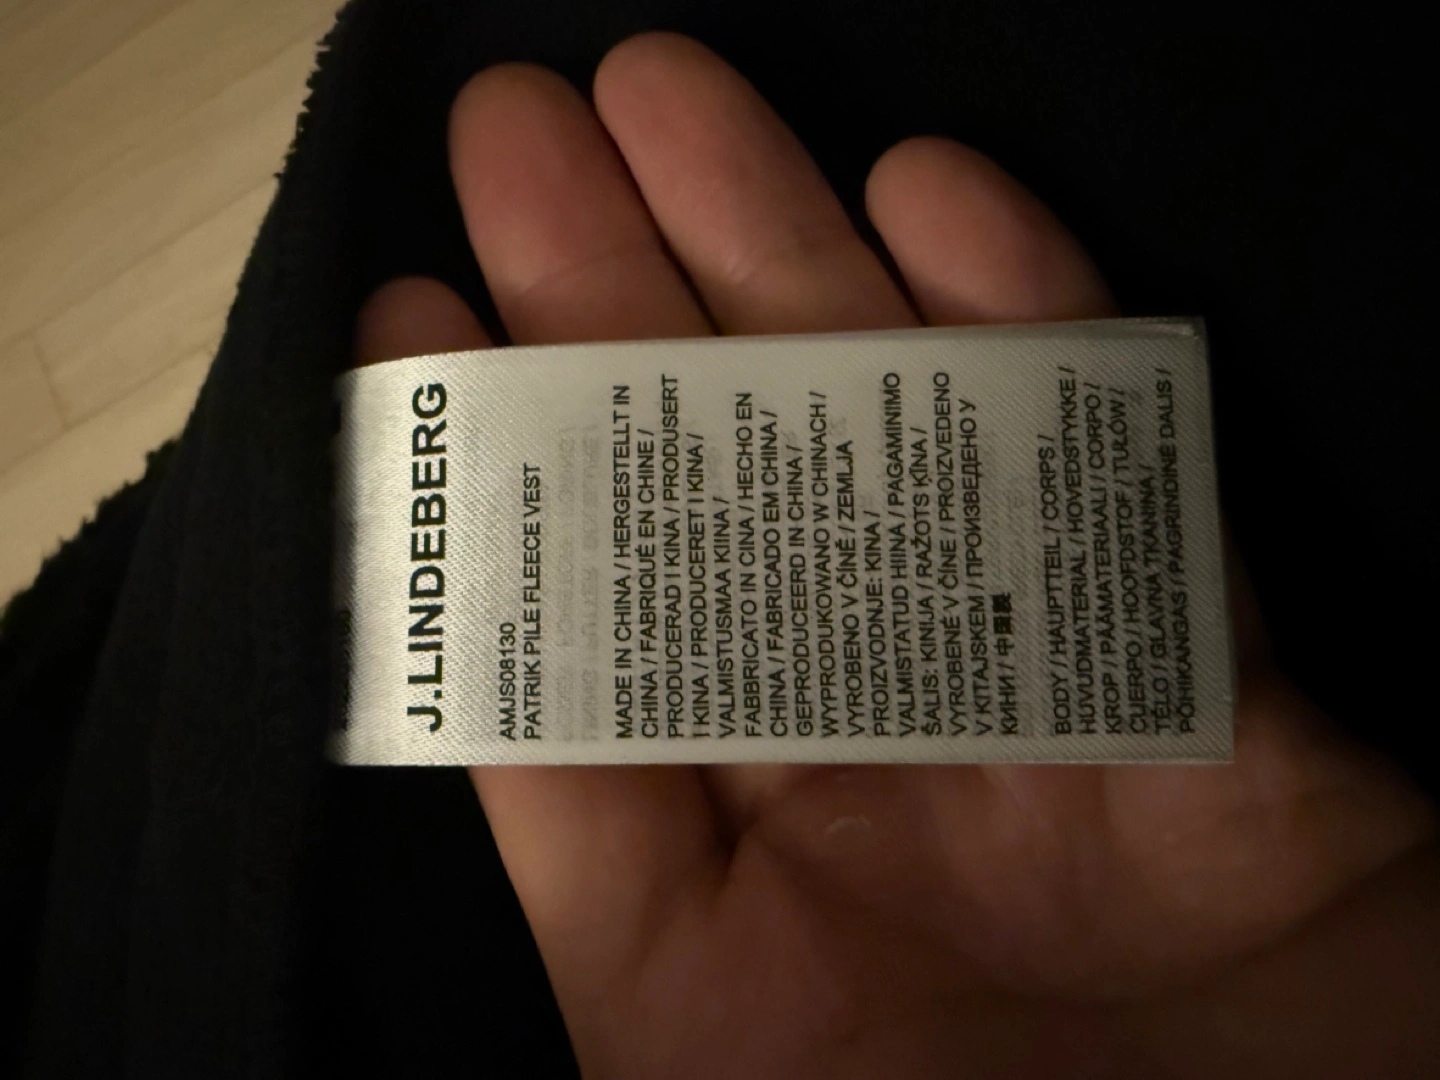 J.LINDEBERG
AMJS08130
PATRIK PILE FLEECE VEST
MADE IN CHINA / HERGESTELLT IN
CHINA / FABRIQUÉ EN CHINE /
PRODUCERAD I KINA / PRODUSERT
I KINA / PRODUCERET I KINA /
VALMISTUSMAA KIINA /
FABBRICATO IN CINA / HECHO EN
CHINA / FABRICADO EM CHINA /
GEPRODUCEERD IN CHINA /
WYPRODUKOWANO W CHINACH /
VYROBENO V ČÍNĚ / ZEMLJA
PROIZVODNJE: KINA /
VALMISTATUD HIINA / PAGAMINIMO
ŠALIS: KINIJA / RAŽOTS ĶĪNA /
VYROBENÉ V ČÍNE / PROIZVEDENO
V KITAJSKEM / ПРОИЗВЕДЕНО У
КИНИ / 中國製
BODY / HAUPTTEIL / CORPS /
HUVUDMATERIAL / HOVEDSTYKKE /
KROP / PÄÄMATERIAALI / CORPO /
CUERPO / HOOFDSTOF / TUŁÓW /
TĚLO / GLAVNA TKANINA /
PÕHIKANGAS / PAGRINDINĖ DALIS /